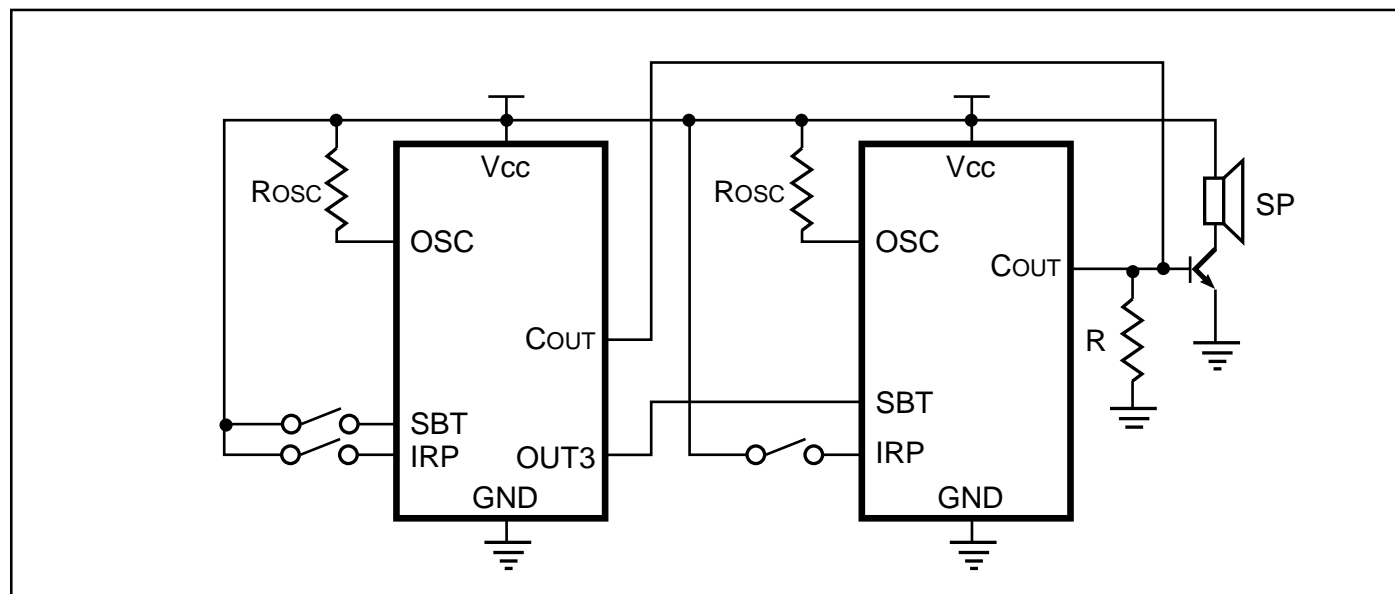 Vcc
ROSC
OSC
COUT
SBT
IRP
OUT3
GND
Vcc
ROSC
OSC
COUT
SBT
IRP
GND
R
SP